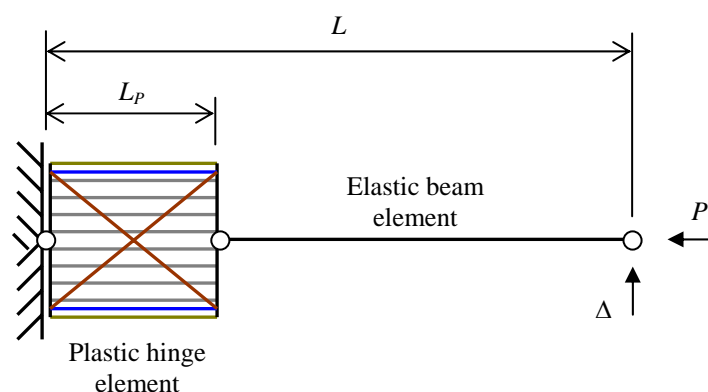 L
L_P
Elastic beam
element
P
Δ
Plastic hinge
element